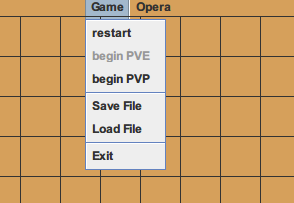 Game Opera
restart
begin PVE
begin PVP
Save File
Load File
Exit